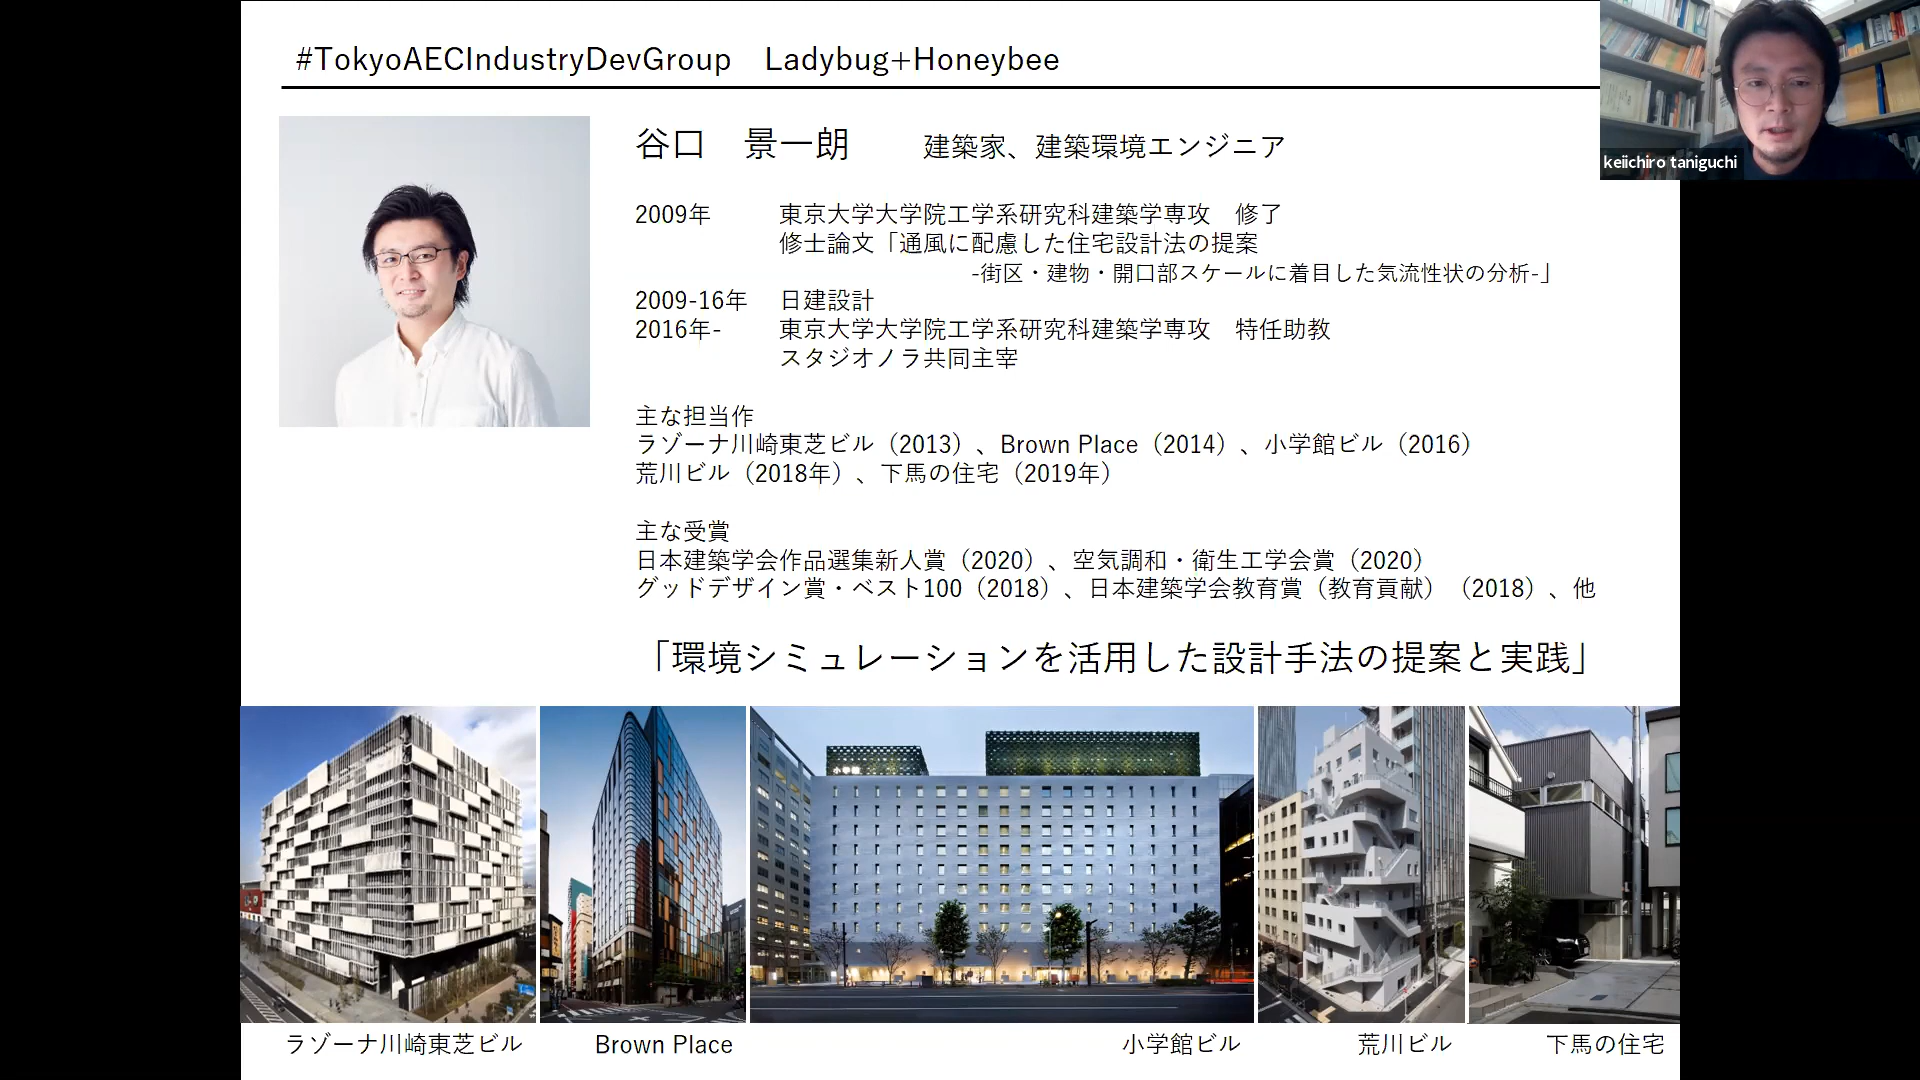 #TokyoAECIndustryDevGroup　Ladybug+Honeybee
keiichiro taniguchi
谷口　景一朗　　建築家、建築環境エンジニア
2009年　東京大学大学院工学系研究科建築学専攻　修了
修士論文「通風に配慮した住宅設計法の提案
-街区・建物・開口部スケールに着目した気流性状の分析-」
2009-16年　日建設計
2016年-　東京大学大学院工学系研究科建築学専攻　特任助教
スタジオノラ共同主宰
主な担当作
ラゾーナ川崎東芝ビル（2013）、Brown Place（2014）、小学館ビル（2016）
荒川ビル（2018年）、下馬の住宅（2019年）
主な受賞
日本建築学会作品選集新人賞（2020）、空気調和・衛生工学会賞（2020）
グッドデザイン賞・ベスト100（2018）、日本建築学会教育賞（教育貢献）（2018）、他
「環境シミュレーションを活用した設計手法の提案と実践」
小学館
ラゾーナ川崎東芝ビル
Brown Place
小学館ビル
荒川ビル
下馬の住宅